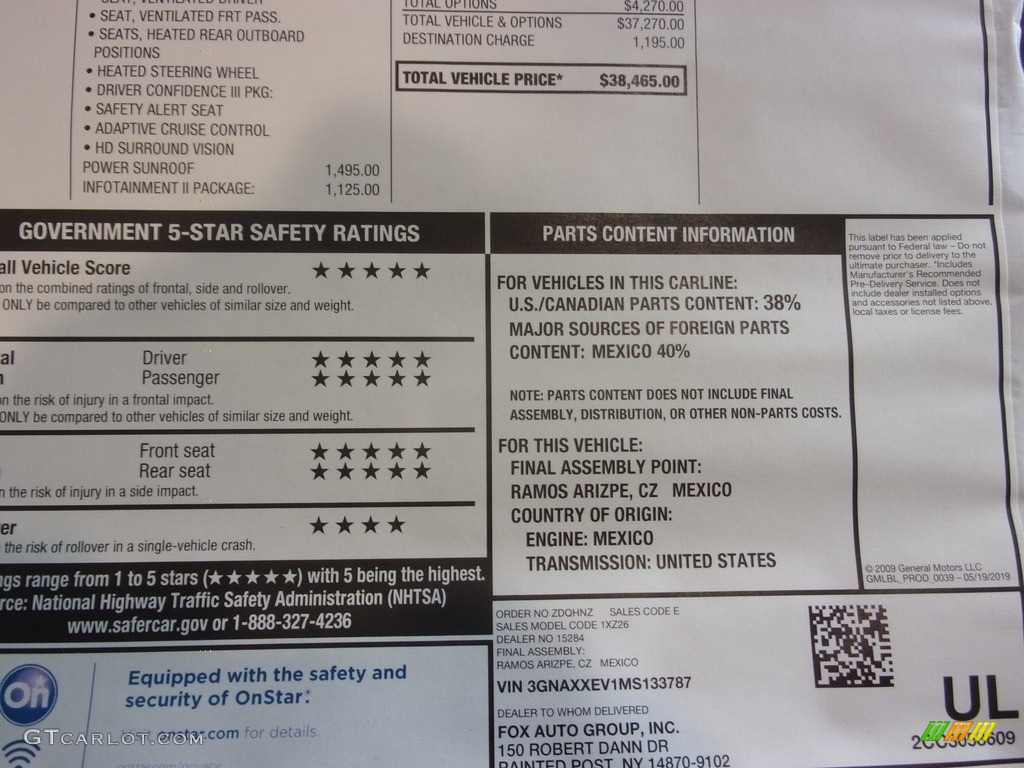 • SEAT, VENTILATED DRIVER
• SEAT, VENTILATED FRT PASS.
• SEATS, HEATED REAR OUTBOARD
POSITIONS
• HEATED STEERING WHEEL
• DRIVER CONFIDENCE III PKG:
• SAFETY ALERT SEAT
• ADAPTIVE CRUISE CONTROL
• HD SURROUND VISION
POWER SUNROOF 1,495.00
INFOTAINMENT II PACKAGE: 1,125.00
TOTAL OPTIONS $4,270.00
TOTAL VEHICLE & OPTIONS $37,270.00
DESTINATION CHARGE 1,195.00
TOTAL VEHICLE PRICE* $38,465.00
GOVERNMENT 5-STAR SAFETY RATINGS
all Vehicle Score ★★★★★
on the combined ratings of frontal, side and rollover.
ONLY be compared to other vehicles of similar size and weight.
al Driver ★★★★★
Passenger ★★★★★
on the risk of injury in a frontal impact.
ONLY be compared to other vehicles of similar size and weight.
Front seat ★★★★★
Rear seat ★★★★★
n the risk of injury in a side impact.
er ★★★★
the risk of rollover in a single-vehicle crash.
ngs range from 1 to 5 stars (★★★★★) with 5 being the highest.
rce: National Highway Traffic Safety Administration (NHTSA)
www.safercar.gov or 1-888-327-4236
On
Equipped with the safety and
security of OnStar:
onstar.com for details.
onstar.com/privacy
PARTS CONTENT INFORMATION
FOR VEHICLES IN THIS CARLINE:
U.S./CANADIAN PARTS CONTENT: 38%
MAJOR SOURCES OF FOREIGN PARTS
CONTENT: MEXICO 40%
NOTE: PARTS CONTENT DOES NOT INCLUDE FINAL
ASSEMBLY, DISTRIBUTION, OR OTHER NON-PARTS COSTS.
FOR THIS VEHICLE:
FINAL ASSEMBLY POINT:
RAMOS ARIZPE, CZ MEXICO
COUNTRY OF ORIGIN:
ENGINE: MEXICO
TRANSMISSION: UNITED STATES
This label has been applied
pursuant to Federal law – Do not
remove prior to delivery to the
ultimate purchaser. *Includes
Manufacturer's Recommended
Pre-Delivery Service. Does not
include dealer installed options
and accessories not listed above,
local taxes or license fees.
© 2009 General Motors LLC
GMLBL_PROD_0039 - 05/19/2019
ORDER NO ZDQHNZ SALES CODE E
SALES MODEL CODE 1XZ26
DEALER NO 15284
FINAL ASSEMBLY:
RAMOS ARIZPE, CZ MEXICO
VIN 3GNAXXEV1MS133787
DEALER TO WHOM DELIVERED
FOX AUTO GROUP, INC.
150 ROBERT DANN DR
PAINTED POST, NY 14870-9102
UL
GTCARLOT.COM